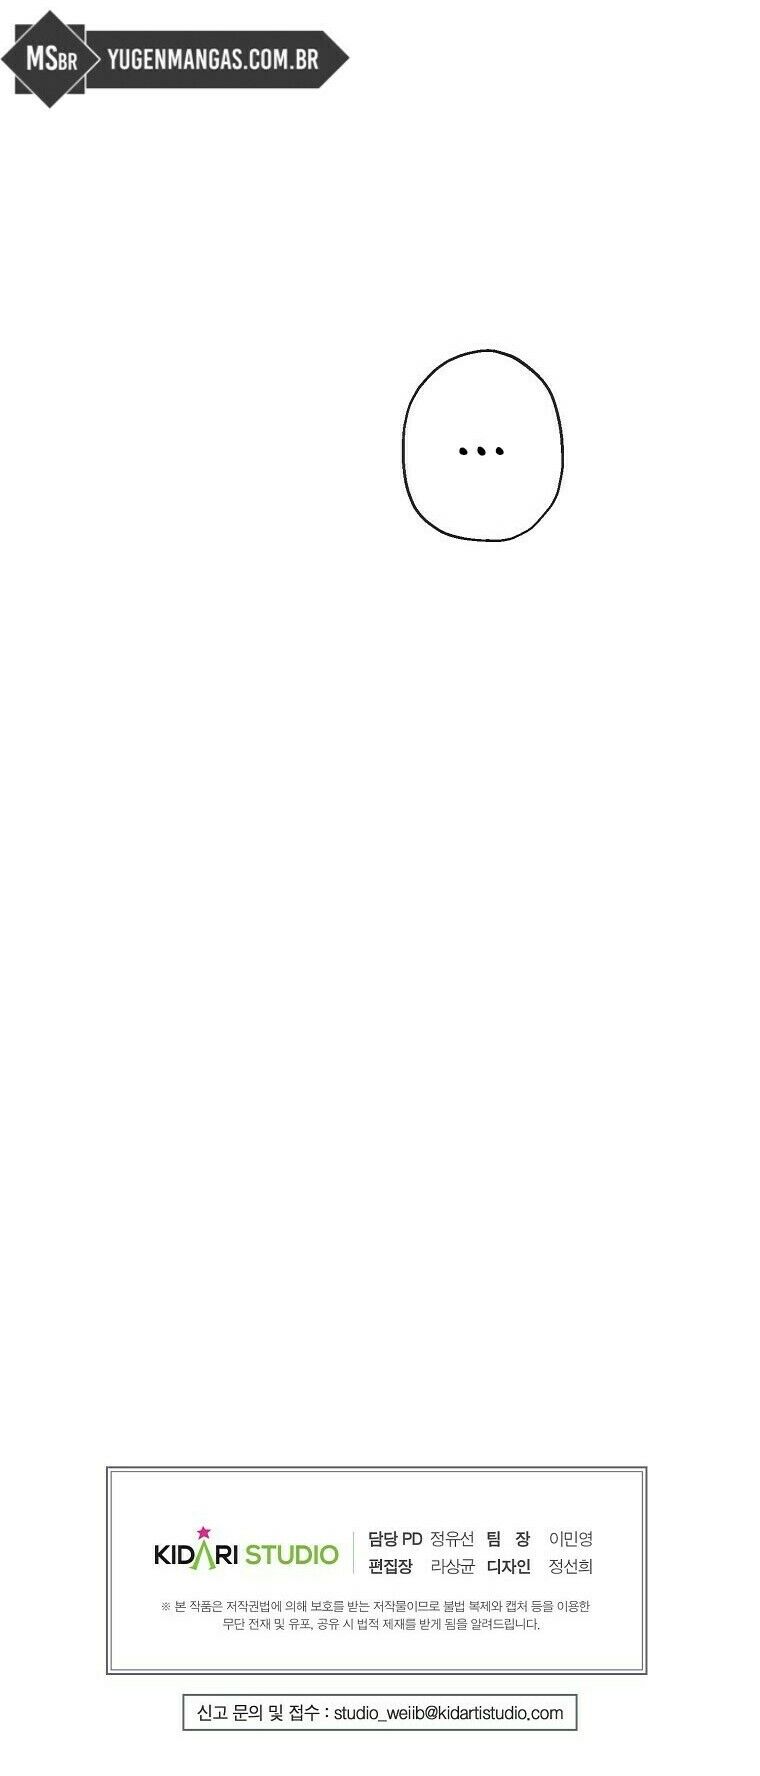 MSBR YUGENMANGAS.COM.BR
...
KIDARI STUDIO
담당 PD 정유선 팀 장 이민영
편집장 라상균 디자인 정선희
※ 본 작품은 저작권법에 의해 보호를 받는 저작물이므로 불법 복제와 캡처 등을 이용한
무단 전재 및 유포, 공유 시 법적 제재를 받게 됨을 알려드립니다.
신고 문의 및 접수 : studio_weiib@kidartistudio.com